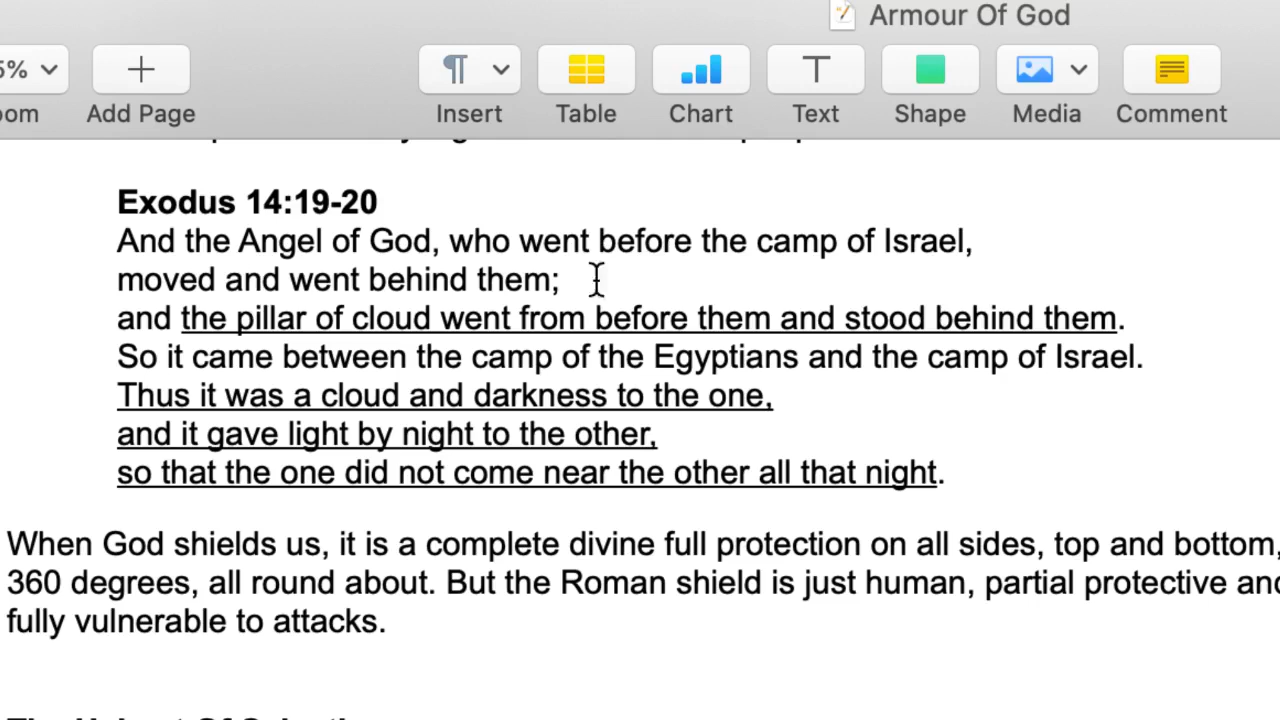 Armour Of God
5%
Add Page
Insert
Table
Chart
Text
Shape
Media
Comment
Exodus 14:19-20
And the Angel of God, who went before the camp of Israel,
moved and went behind them;
and the pillar of cloud went from before them and stood behind them.
So it came between the camp of the Egyptians and the camp of Israel.
Thus it was a cloud and darkness to the one,
and it gave light by night to the other,
so that the one did not come near the other all that night.
When God shields us, it is a complete divine full protection on all sides, top and bottom,
360 degrees, all round about. But the Roman shield is just human, partial protective and
fully vulnerable to attacks.